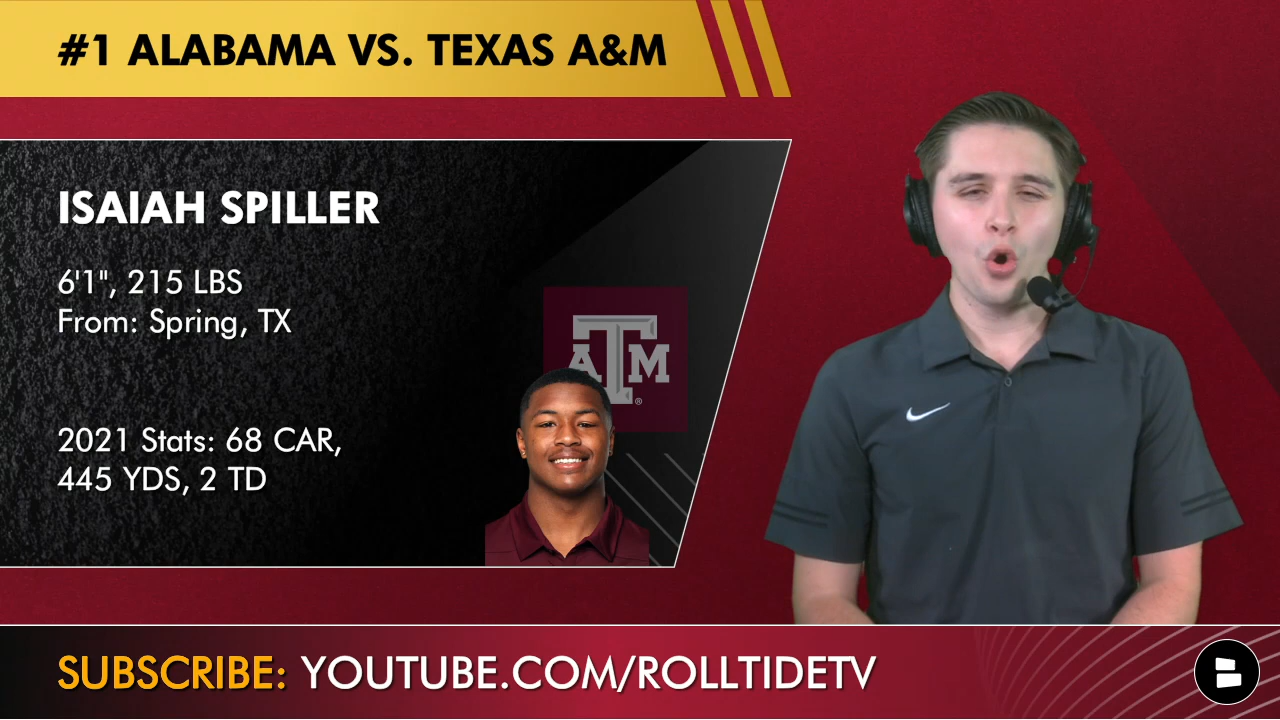 #1 ALABAMA VS. TEXAS A&M
ISAIAH SPILLER
6'1", 215 LBS
From: Spring, TX
ATM®
2021 Stats: 68 CAR,
445 YDS, 2 TD
SUBSCRIBE: YOUTUBE.COM/ROLLTIDETV